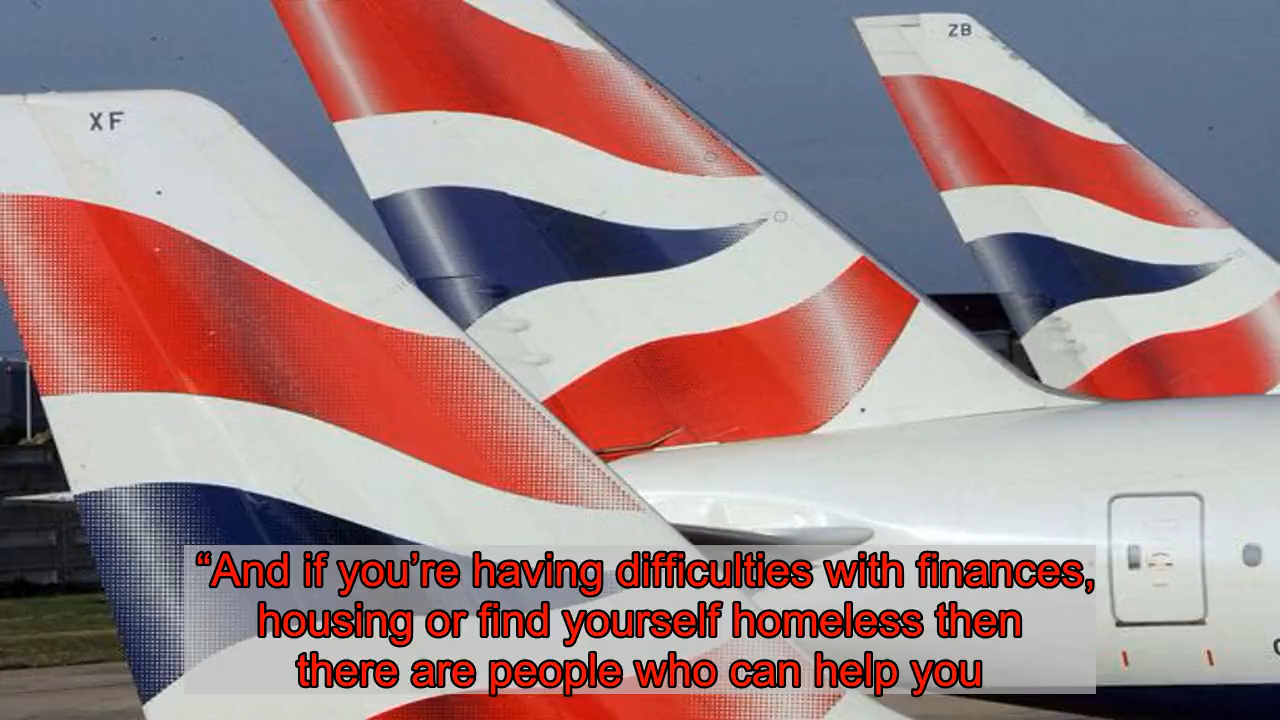 XF
ZB
“And if you’re having difficulties with finances,
housing or find yourself homeless then
there are people who can help you